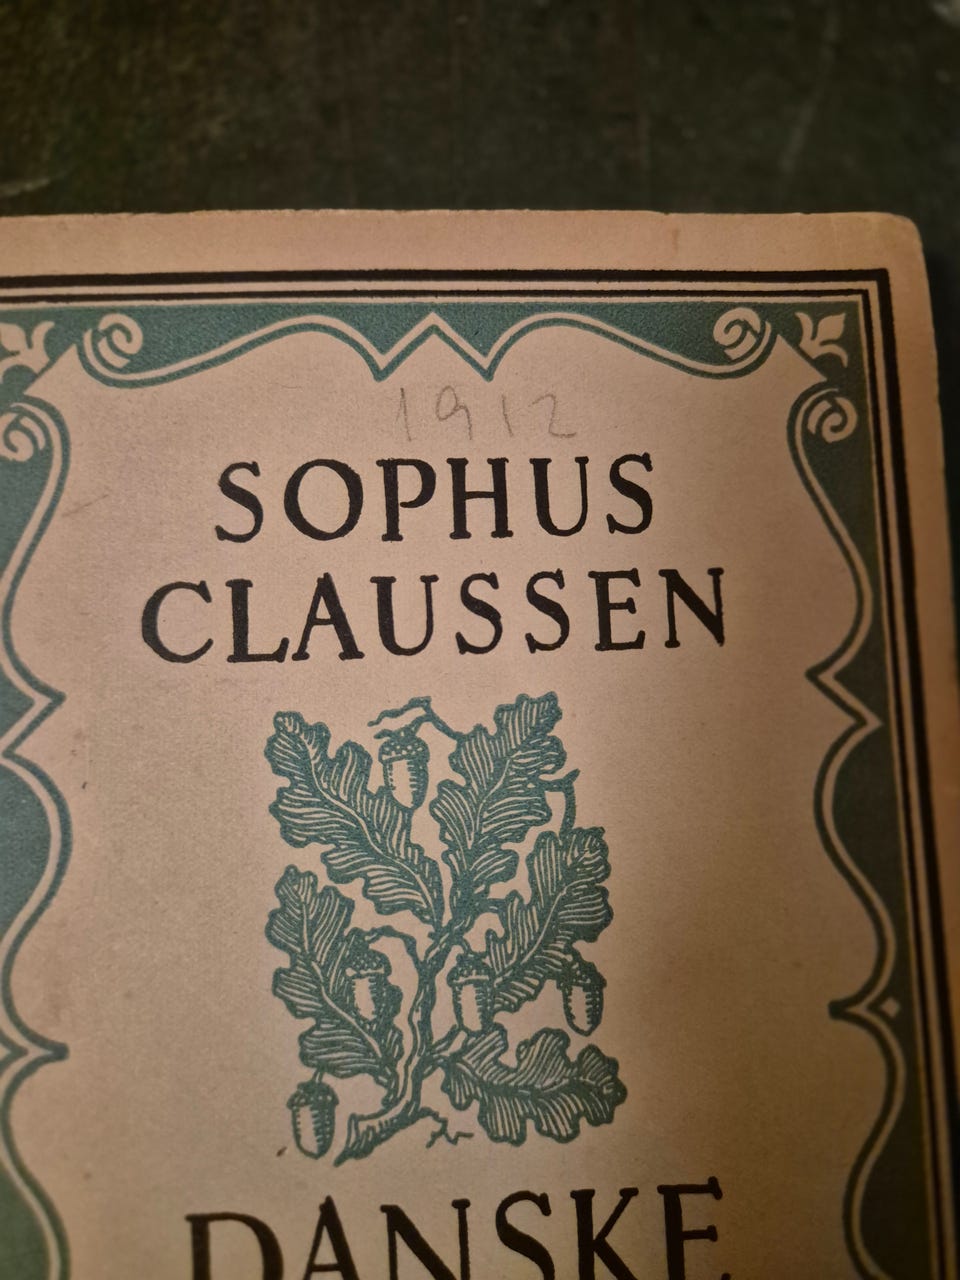 1912
SOPHUS
CLAUSSEN
DANSKE